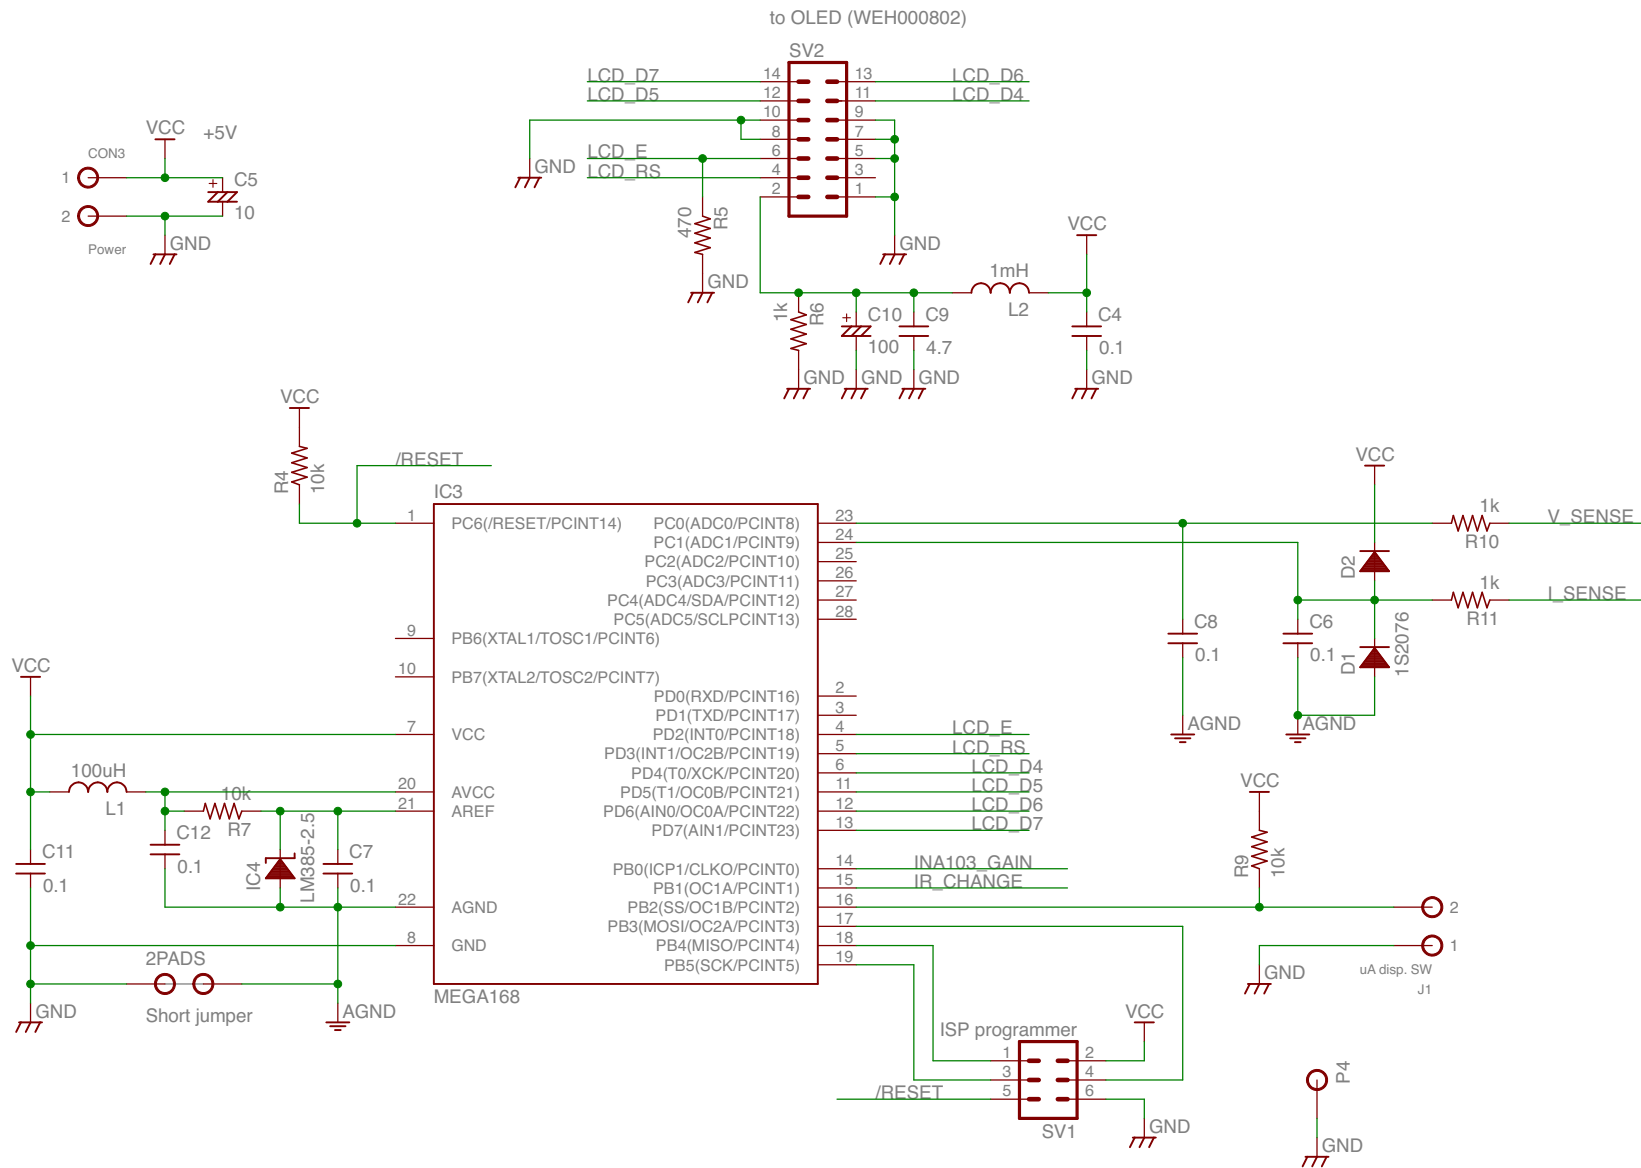 to OLED (WEH000802)
SV2
LCD_D7 14 13 LCD_D6
LCD_D5 12 11 LCD_D4
10 9
8 7
LCD_E 6 5
LCD_RS 4 3
2 1
GND
470
R5
GND
GND
VCC +5V
CON3
1
+ C5
10
2
Power
GND
VCC
1mH
L2
1k
R6
+ C10
100
C9
4.7
C4
0.1
GND GND GND GND
VCC
R4
10k
/RESET
IC3
1 PC6(/RESET/PCINT14)
9 PB6(XTAL1/TOSC1/PCINT6)
10 PB7(XTAL2/TOSC2/PCINT7)
7 VCC
20 AVCC
21 AREF
22 AGND
8 GND
PC0(ADC0/PCINT8) 23
PC1(ADC1/PCINT9) 24
PC2(ADC2/PCINT10) 25
PC3(ADC3/PCINT11) 26
PC4(ADC4/SDA/PCINT12) 27
PC5(ADC5/SCLPCINT13) 28
PD0(RXD/PCINT16) 2
PD1(TXD/PCINT17) 3
PD2(INT0/PCINT18) 4 LCD_E
PD3(INT1/OC2B/PCINT19) 5 LCD_RS
PD4(T0/XCK/PCINT20) 6 LCD_D4
PD5(T1/OC0B/PCINT21) 11 LCD_D5
PD6(AIN0/OC0A/PCINT22) 12 LCD_D6
PD7(AIN1/PCINT23) 13 LCD_D7
PB0(ICP1/CLKO/PCINT0) 14 INA103_GAIN
PB1(OC1A/PCINT1) 15 IR_CHANGE
PB2(SS/OC1B/PCINT2) 16
PB3(MOSI/OC2A/PCINT3) 17
PB4(MISO/PCINT4) 18
PB5(SCK/PCINT5) 19
MEGA168
VCC
100uH
L1
10k
R7
C12
0.1
IC4
LM385-2.5
C7
0.1
C11
0.1
2PADS
Short jumper
GND
AGND
VCC
1k
R10
V_SENSE
D2
1k
R11
I_SENSE
C8
0.1
C6
0.1
D1
1S2076
AGND
AGND
VCC
R9
10k
2
1
GND
uA disp. SW
J1
ISP programmer
VCC
1 2
3 4
/RESET 5 6
SV1
GND
P4
GND